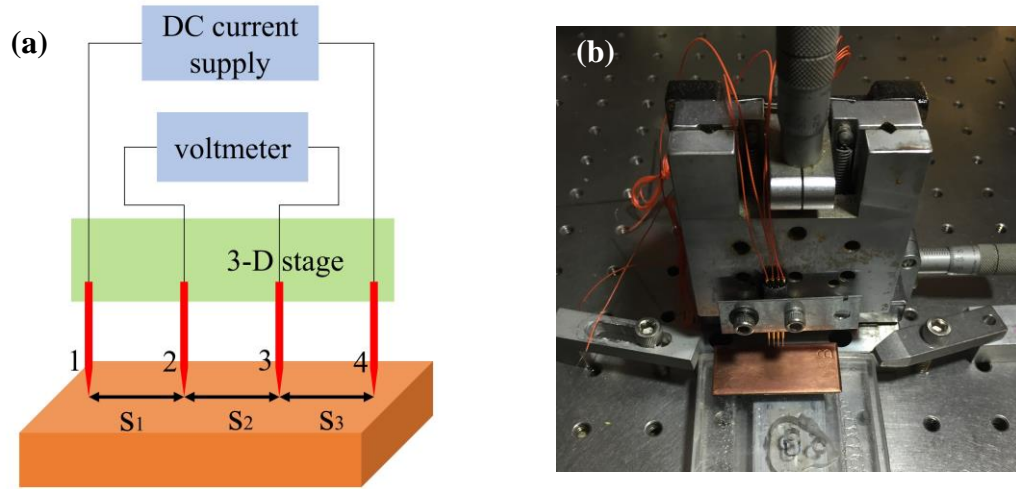 (a)
DC current
supply
voltmeter
3-D stage
1
2
3
4
S1
S2
S3
(b)